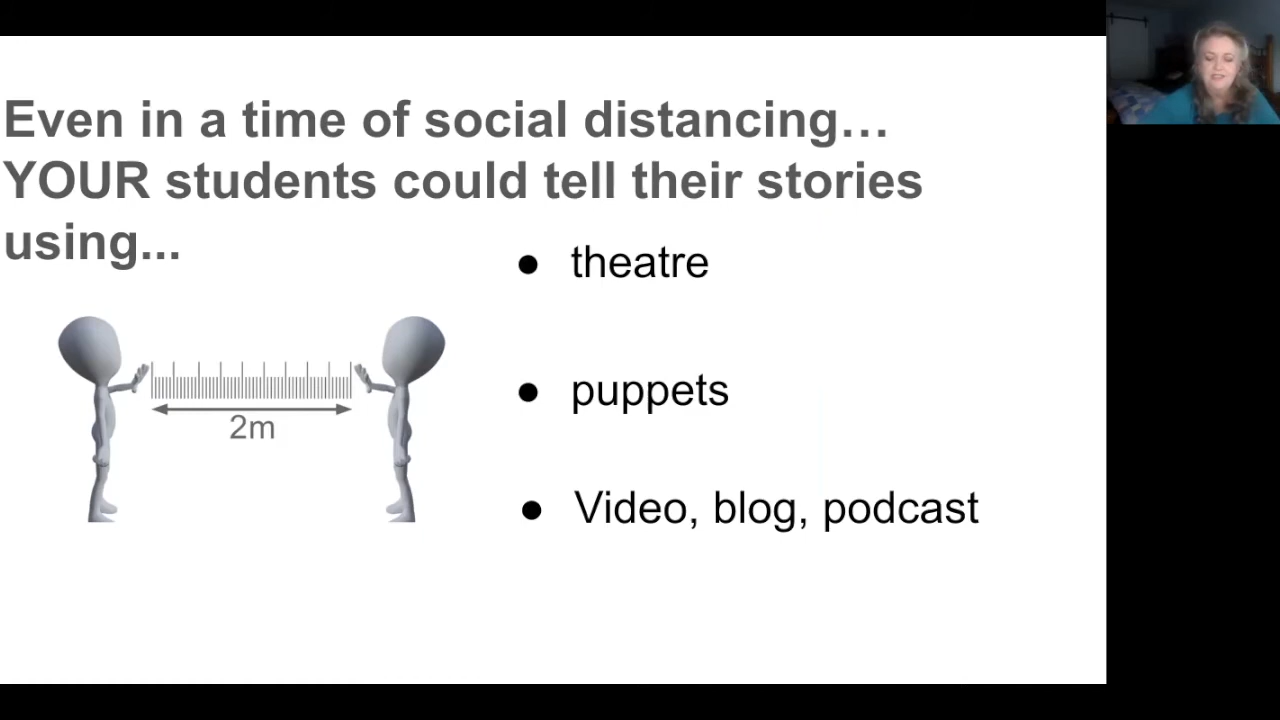 Even in a time of social distancing…
YOUR students could tell their stories
using...
● theatre
● puppets
● Video, blog, podcast
2m